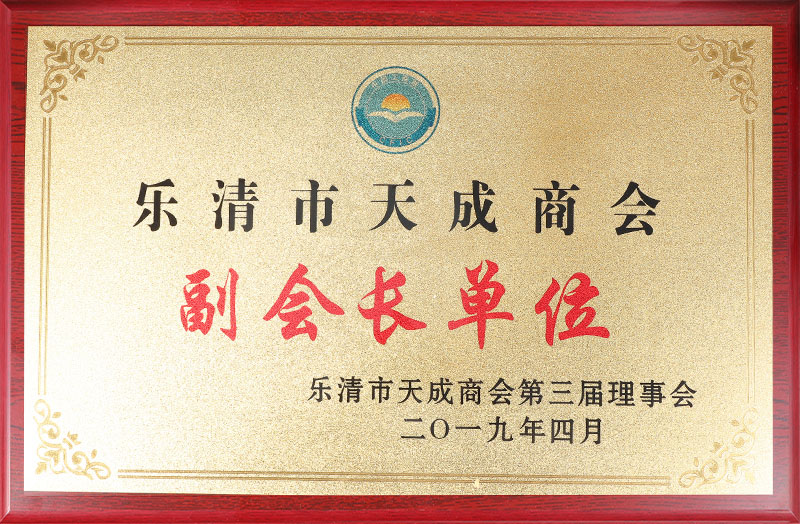 乐清市天成商会
副会长单位
乐清市天成商会第三届理事会
二〇一九年四月